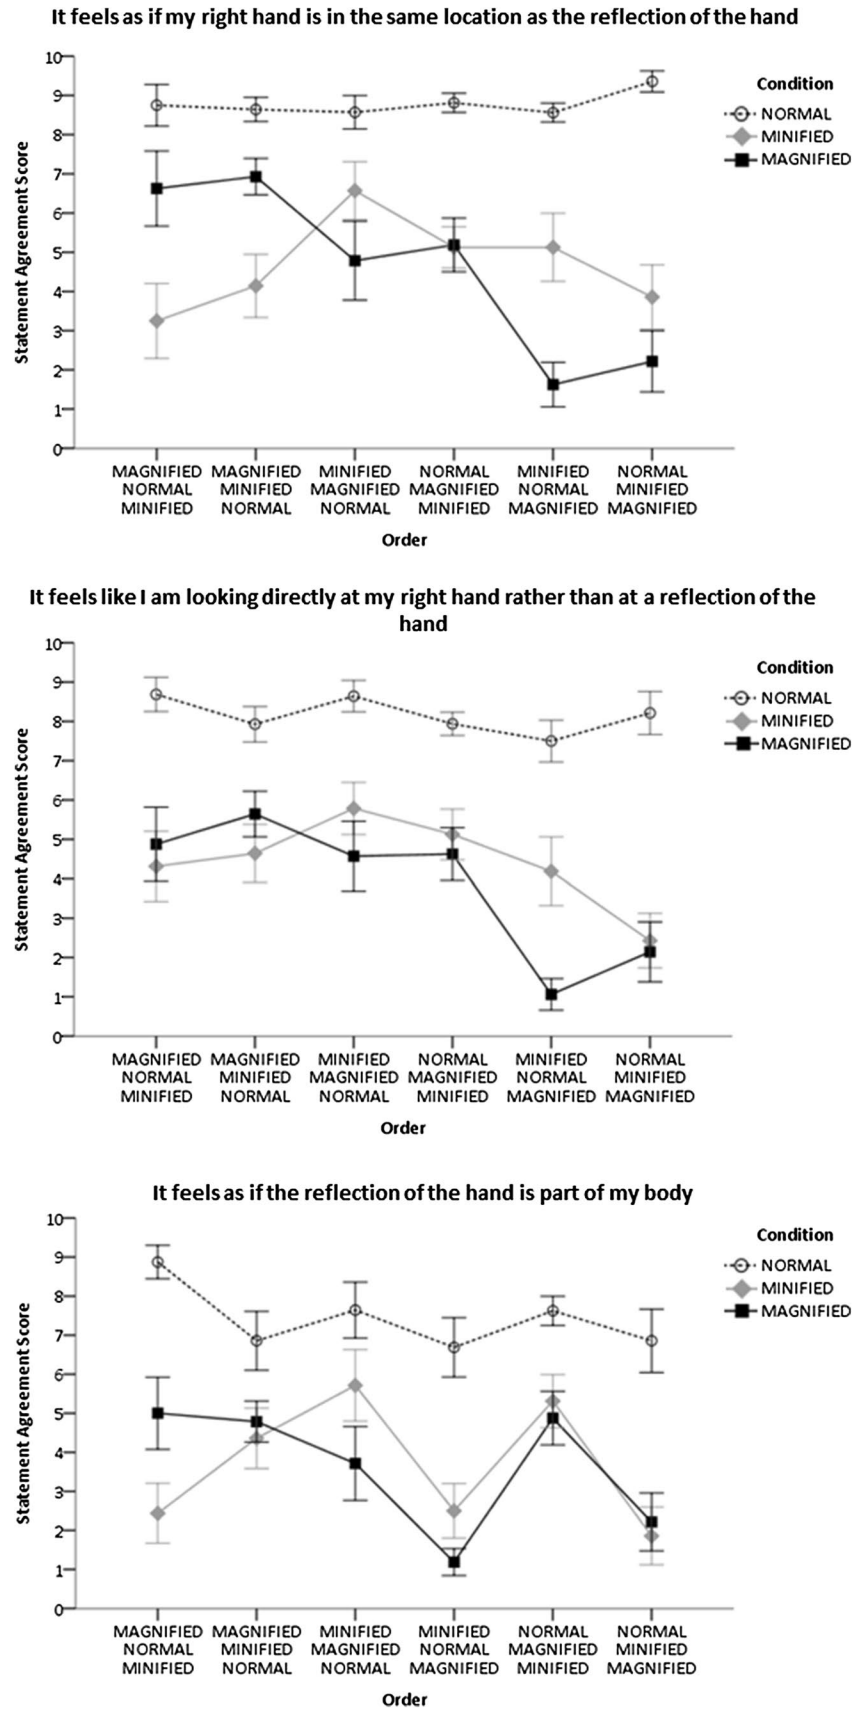 It feels as if my right hand is in the same location as the reflection of the hand
Statement Agreement Score
10
9
8
7
6
5
4
3
2
1
0
Condition
NORMAL
MINIFIED
MAGNIFIED
MAGNIFIED MAGNIFIED MINIFIED NORMAL MINIFIED NORMAL
NORMAL MINIFIED MAGNIFIED MAGNIFIED NORMAL MINIFIED
MINIFIED NORMAL NORMAL MINIFIED MAGNIFIED MAGNIFIED
Order
It feels like I am looking directly at my right hand rather than at a reflection of the
hand
Statement Agreement Score
10
9
8
7
6
5
4
3
2
1
0
Condition
NORMAL
MINIFIED
MAGNIFIED
MAGNIFIED MAGNIFIED MINIFIED NORMAL MINIFIED NORMAL
NORMAL MINIFIED MAGNIFIED MAGNIFIED NORMAL MINIFIED
MINIFIED NORMAL NORMAL MINIFIED MAGNIFIED MAGNIFIED
Order
It feels as if the reflection of the hand is part of my body
Statement Agreement Score
10
9
8
7
6
5
4
3
2
1
0
Condition
NORMAL
MINIFIED
MAGNIFIED
MAGNIFIED MAGNIFIED MINIFIED MINIFIED NORMAL NORMAL
NORMAL MINIFIED MAGNIFIED NORMAL MAGNIFIED MINIFIED
MINIFIED NORMAL NORMAL MAGNIFIED MINIFIED MAGNIFIED
Order